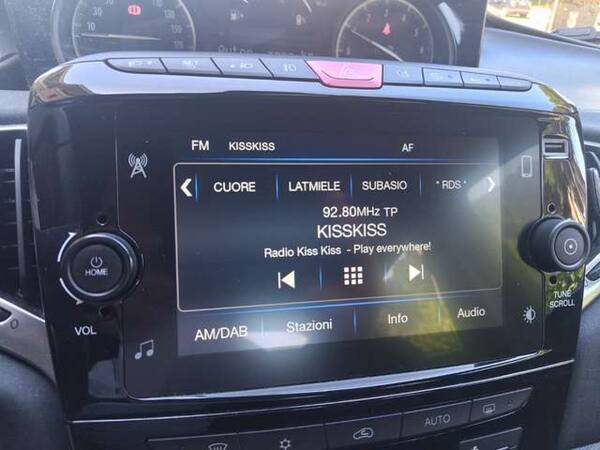 FM KISSKISS AF
CUORE LATMIELE SUBASIO * RDS *
92.80MHz TP
KISSKISS
Radio Kiss Kiss - Play everywhere!
HOME
VOL
TUNE
SCROLL
AM/DAB Stazioni Info Audio
AUTO